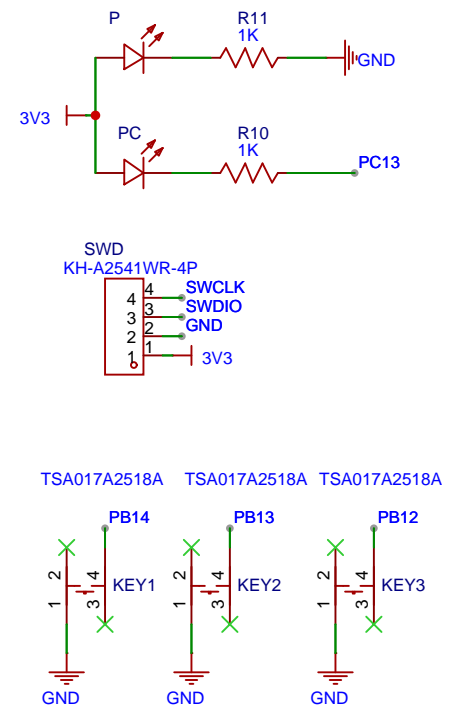 P
R11
1K
GND
3V3
PC
R10
1K
PC13
SWD
KH-A2541WR-4P
4
4
SWCLK
3
3
SWDIO
2
2
GND
1
1
3V3
TSA017A2518A TSA017A2518A TSA017A2518A
PB14 PB13 PB12
2 4 2 4 2 4
KEY1 KEY2 KEY3
1 3 1 3 1 3
GND GND GND